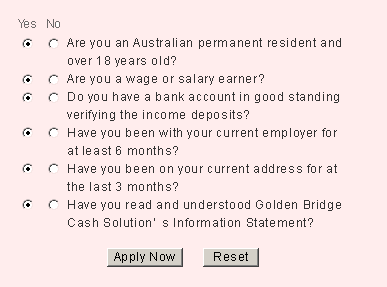 Yes No
Are you an Australian permanent resident and
over 18 years old?
Are you a wage or salary earner?
Do you have a bank account in good standing
verifying the income deposits?
Have you been with your current employer for
at least 6 months?
Have you been on your current address for at
the last 3 months?
Have you read and understood Golden Bridge
Cash Solution' s Information Statement?
Apply Now Reset